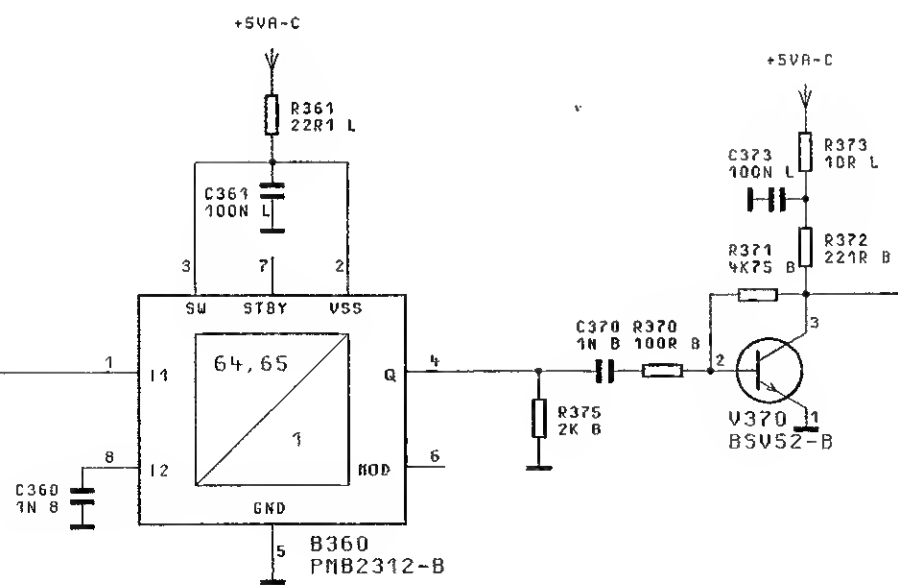 +5VA-C
R361
22R1 L
C361
100N L
3
7
2
SW
STBY
VSS
1
I1
64,65
1
Q
4
8
I2
MOD
6
GND
C360
1N B
5
B360
PMB2312-B
C370
1N B
R370
100R B
R375
2K B
+5VA-C
C373
100N L
R373
10R L
R371
4K75 B
R372
221R B
3
2
1
V370
BSV52-B